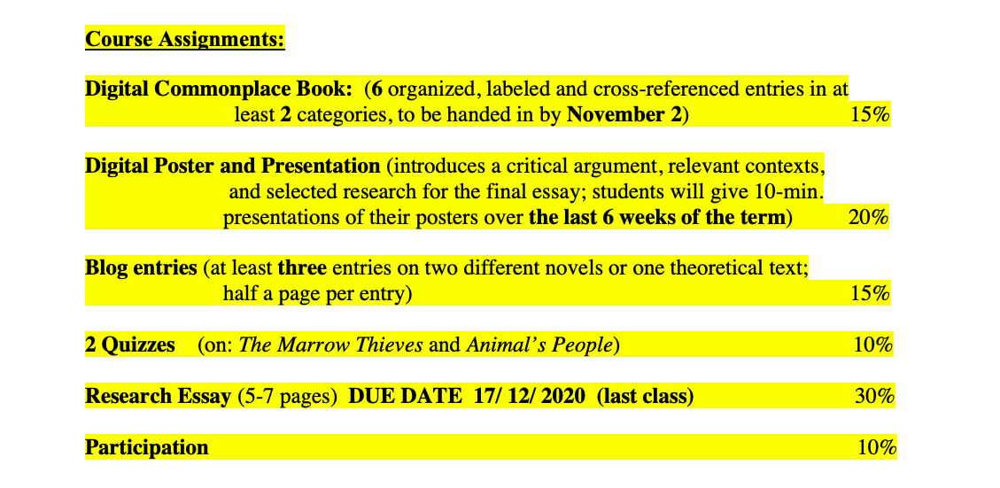 Course Assignments:
Digital Commonplace Book:  (6 organized, labeled and cross-referenced entries in at
least 2 categories, to be handed in by November 2) 15%
Digital Poster and Presentation (introduces a critical argument, relevant contexts,
and selected research for the final essay; students will give 10-min.
presentations of their posters over the last 6 weeks of the term) 20%
Blog entries (at least three entries on two different novels or one theoretical text;
half a page per entry) 15%
2 Quizzes (on: The Marrow Thieves and Animal’s People) 10%
Research Essay (5-7 pages)  DUE DATE  17/ 12/ 2020  (last class) 30%
Participation 10%